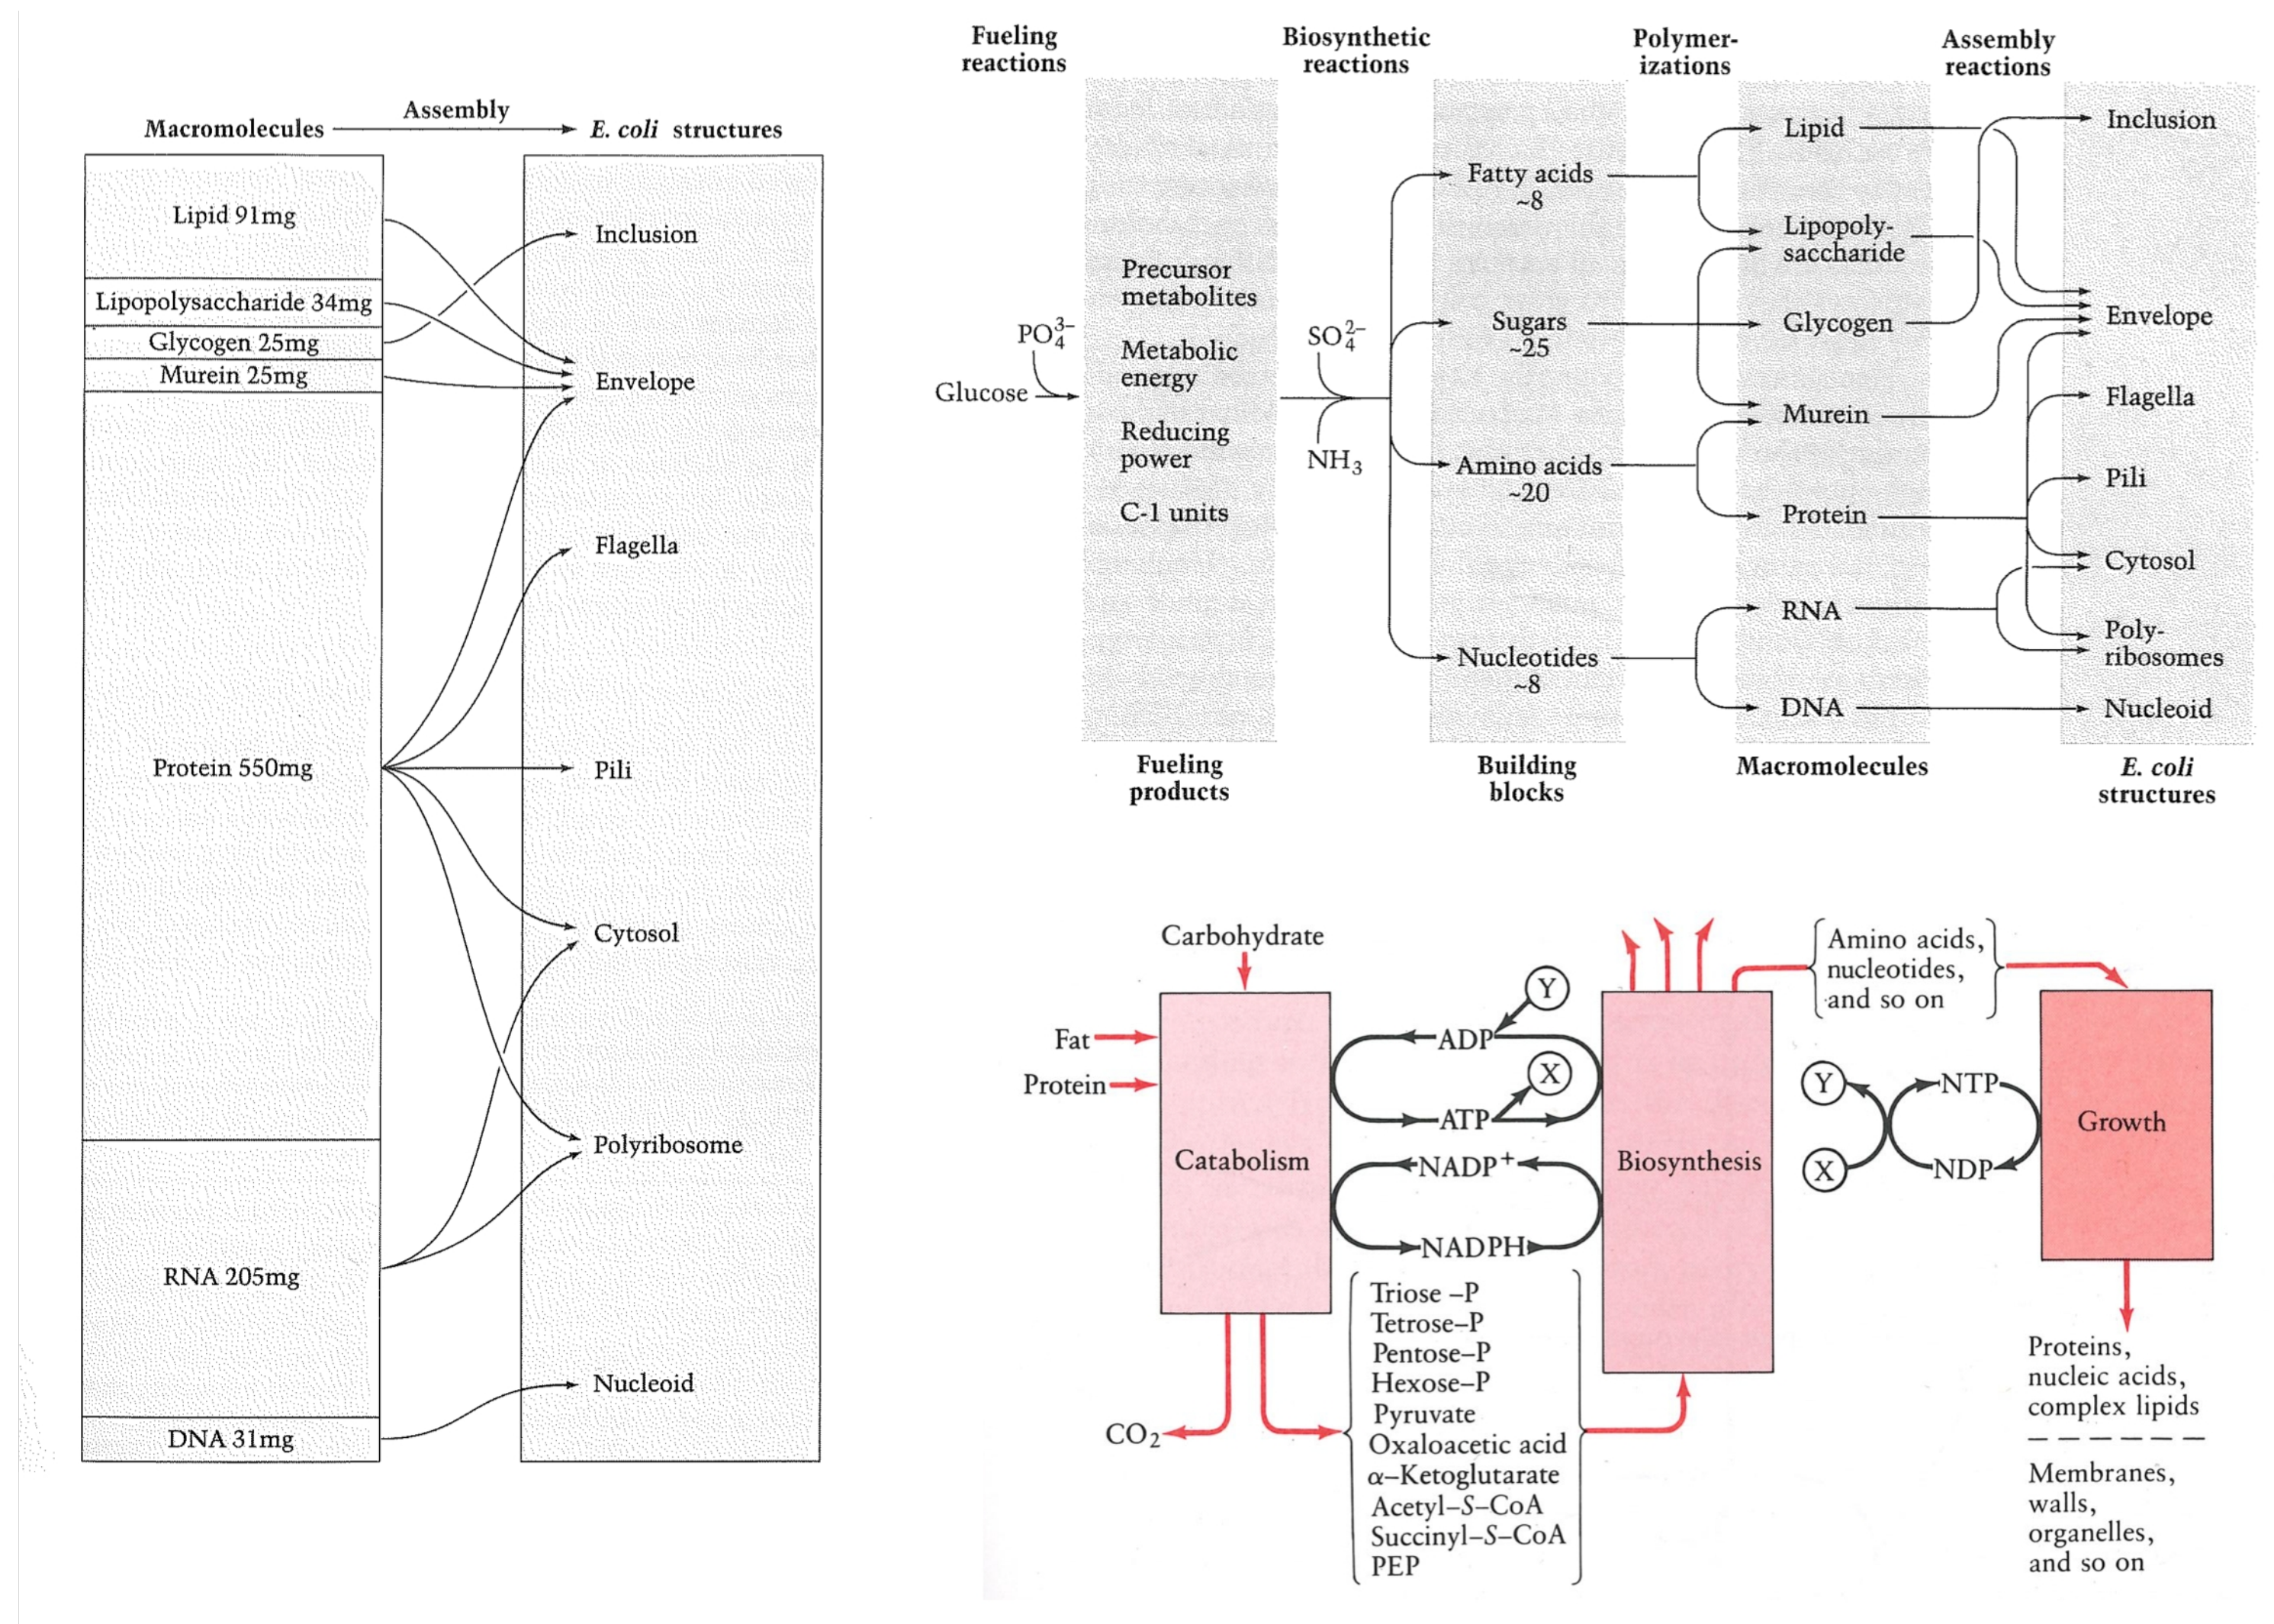 Macromolecules
Assembly
E. coli structures
Lipid 91mg
Lipopolysaccharide 34mg
Glycogen 25mg
Murein 25mg
Protein 550mg
RNA 205mg
DNA 31mg
Inclusion
Envelope
Flagella
Pili
Cytosol
Polyribosome
Nucleoid
Fueling
reactions
Biosynthetic
reactions
Polymer-
izations
Assembly
reactions
Glucose
PO₄³⁻
Precursor
metabolites
Metabolic
energy
Reducing
power
C-1 units
SO₄²⁻
NH₃
Fatty acids
~8
Sugars
~25
Amino acids
~20
Nucleotides
~8
Lipid
Lipopoly-
saccharide
Glycogen
Murein
Protein
RNA
DNA
Inclusion
Envelope
Flagella
Pili
Cytosol
Poly-
ribosomes
Nucleoid
Fueling
products
Building
blocks
Macromolecules
E. coli
structures
Carbohydrate
Fat
Protein
Catabolism
CO₂
Y
ADP
X
ATP
NADP⁺
NADPH
Triose –P
Tetrose–P
Pentose–P
Hexose–P
Pyruvate
Oxaloacetic acid
α–Ketoglutarate
Acetyl–S–CoA
Succinyl–S–CoA
PEP
Biosynthesis
Amino acids,
nucleotides,
and so on
Y
NTP
X
NDP
Growth
Proteins,
nucleic acids,
complex lipids
Membranes,
walls,
organelles,
and so on